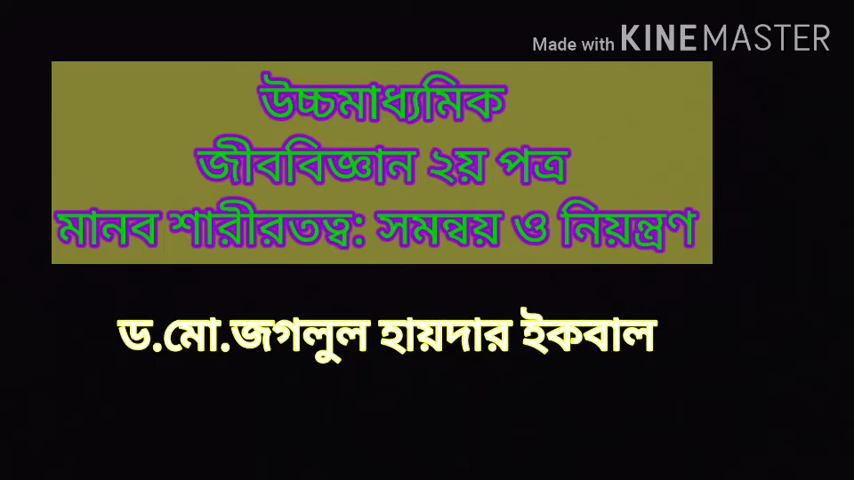 Made with KINEMASTER
উচ্চমাধ্যমিক
জীববিজ্ঞান ২য় পত্র
মানব শারীরতত্ব: সমন্বয় ও নিয়ন্ত্রণ
ড.মো.জগলুল হায়দার ইকবাল